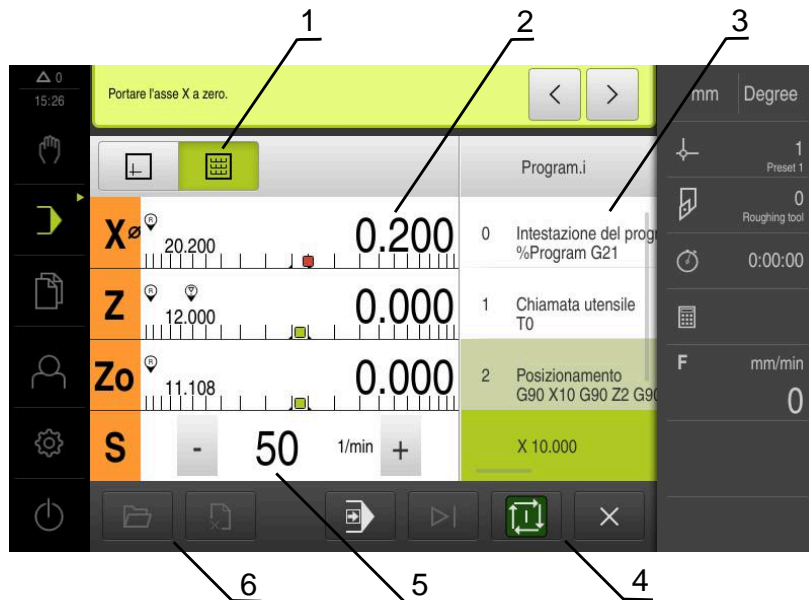 1
2
3
0
15:26
Portare l'asse X a zero.
mm
Degree
Program.i
1
Preset 1
0
Roughing tool
0:00:00
F
mm/min
0
X⌀
R
20.200
0.200
Z
R
12.000
0.000
Zo
R
11.108
0.000
S
-
50
1/min
+
0
Intestazione del progr
%Program G21
1
Chiamata utensile
T0
2
Posizionamento
G90 X10 G90 Z2 G90
X 10.000
6
5
4